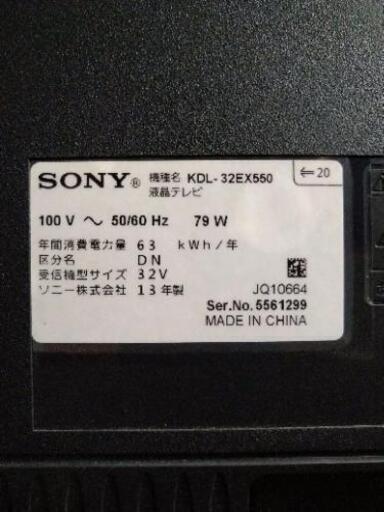 SONY® 機種名 KDL-32EX550
液晶テレビ
⇐20
100 V ～ 50/60 Hz 79 W
年間消費電力量 63 kWh/年
区分名 DN
受信機型サイズ 32V
ソニー株式会社 13年製
JQ10664
Ser.No. 5561299
MADE IN CHINA